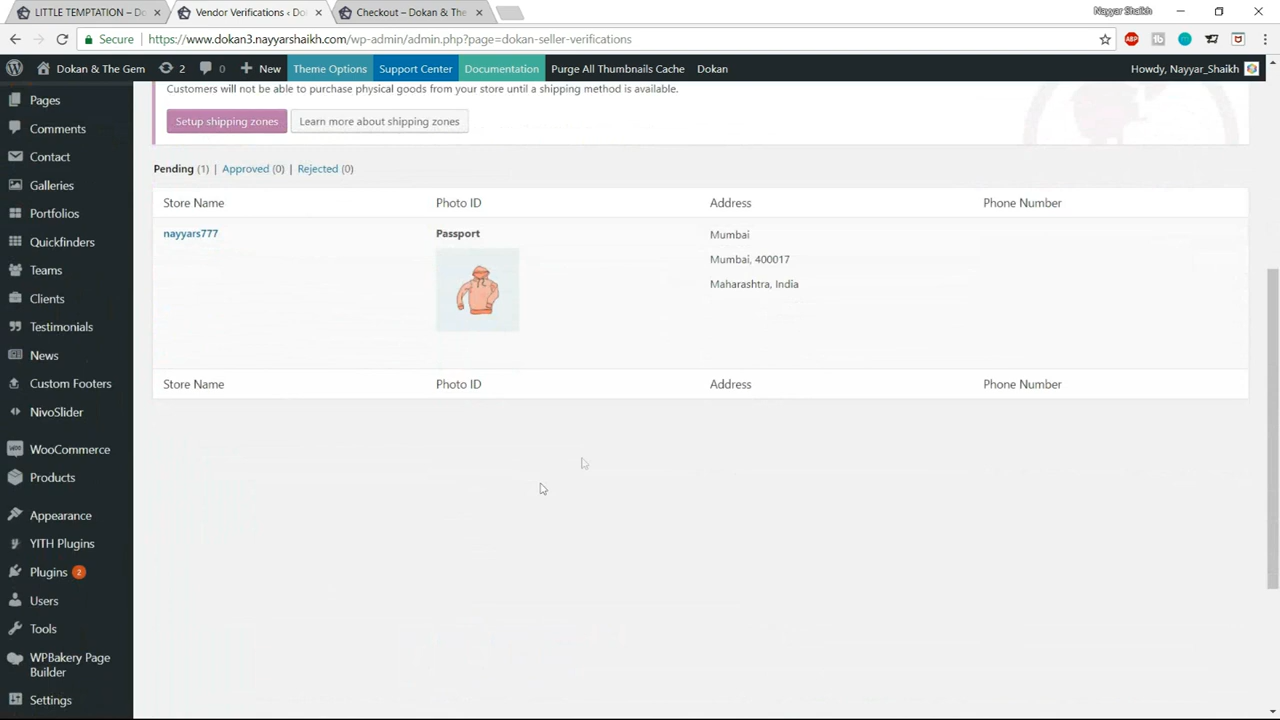 LITTLE TEMPTATION – Do
Vendor Verifications ‹ Do
Checkout – Dokan & The
Nayyar Shaikh
Secure
https://www.dokan3.nayyarshaikh.com/wp-admin/admin.php?page=dokan-seller-verifications
ABP
Dokan & The Gem
2
0
New
Theme Options
Support Center
Documentation
Purge All Thumbnails Cache
Dokan
Howdy, Nayyar_Shaikh
Pages
Comments
Contact
Galleries
Portfolios
Quickfinders
Teams
Clients
Testimonials
News
Custom Footers
NivoSlider
WooCommerce
Products
Appearance
YITH Plugins
Plugins 2
Users
Tools
WPBakery Page
Builder
Settings
Customers will not be able to purchase physical goods from your store until a shipping method is available.
Setup shipping zones
Learn more about shipping zones
Pending (1) | Approved (0) | Rejected (0)
Store Name Photo ID Address Phone Number
nayyars777 Passport Mumbai
Mumbai, 400017
Maharashtra, India
Store Name Photo ID Address Phone Number